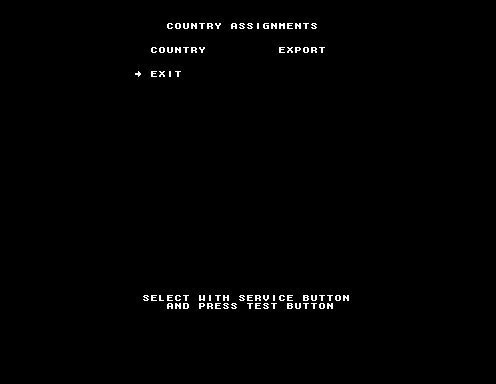 COUNTRY ASSIGNMENTS
COUNTRY EXPORT
→ EXIT
SELECT WITH SERVICE BUTTON
AND PRESS TEST BUTTON